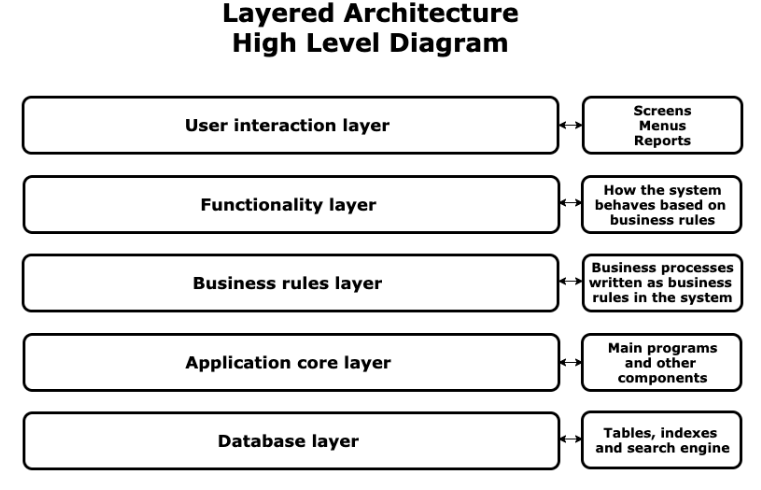 Layered Architecture
High Level Diagram
User interaction layer
Screens
Menus
Reports
Functionality layer
How the system
behaves based on
business rules
Business rules layer
Business processes
written as business
rules in the system
Application core layer
Main programs
and other
components
Database layer
Tables, indexes
and search engine